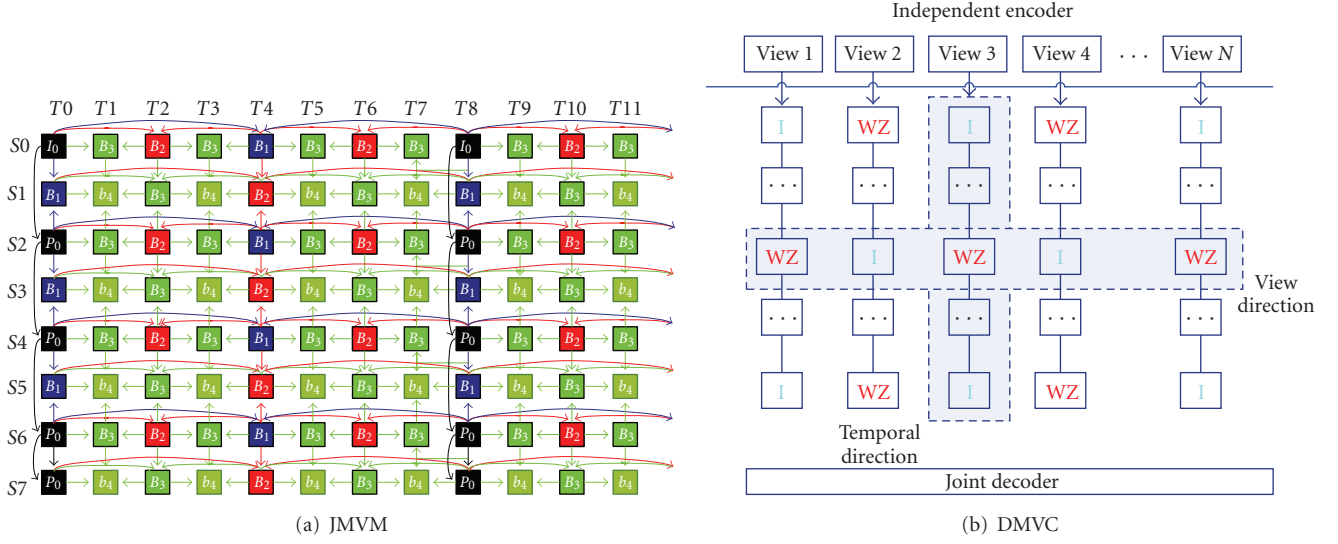 T0 T1 T2 T3 T4 T5 T6 T7 T8 T9 T10 T11
S0 I₀ B₃ B₂ B₃ B₁ B₃ B₂ B₃ I₀ B₃ B₂ B₃
S1 B₁ b₄ B₃ b₄ B₂ b₄ B₃ b₄ B₁ b₄ B₃ b₄
S2 P₀ B₃ B₂ B₃ B₁ B₃ B₂ B₃ P₀ B₃ B₂ B₃
S3 B₁ b₄ B₃ b₄ B₂ b₄ B₃ b₄ B₁ b₄ B₃ b₄
S4 P₀ B₃ B₂ B₃ B₁ B₃ B₂ B₃ P₀ B₃ B₂ B₃
S5 B₁ b₄ B₃ b₄ B₂ b₄ B₃ b₄ B₁ b₄ B₃ b₄
S6 P₀ B₃ B₂ B₃ B₁ B₃ B₂ B₃ P₀ B₃ B₂ B₃
S7 P₀ b₄ B₃ b₄ B₂ b₄ B₃ b₄ P₀ b₄ B₃ b₄
(a) JMVM
Independent encoder
View 1 View 2 View 3 View 4 · · · View N
I WZ I WZ I
· · · · · · · · · · · · · · ·
WZ I WZ I WZ
View
direction
· · · · · · · · · · · · · · ·
I WZ I WZ I
Temporal
direction
Joint decoder
(b) DMVC